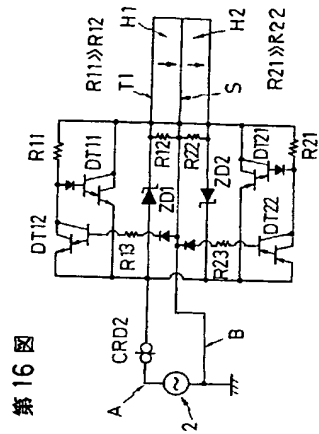 第16図
A
2
CRD2
B
DT12
R11
DT11
R13
ZD1
R12
R22
ZD2
R23
DT22
DT21
R21
T1
S
H1
H2
R11≫R12
R21≫R22